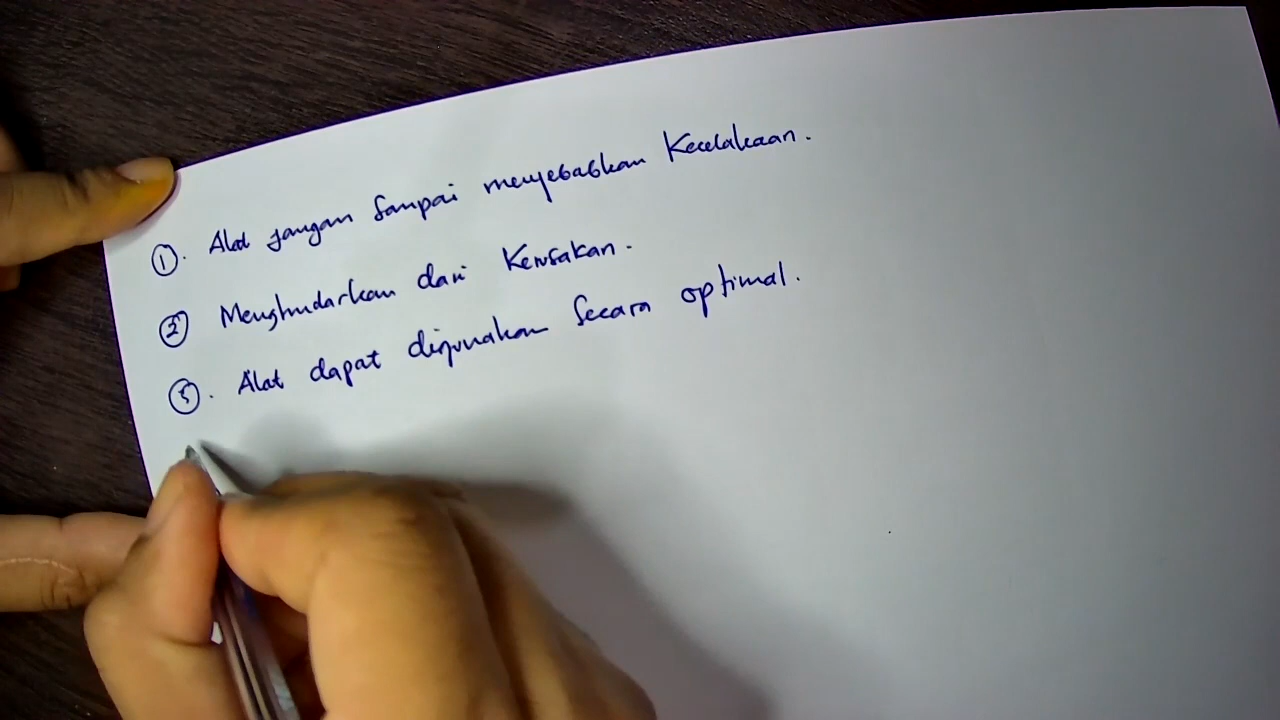 ①. Alat jangan sampai menyebabkan Kecelakaan.
② Menghindarkan dari Kerusakan.
③. Alat dapat digunakan Secara optimal.